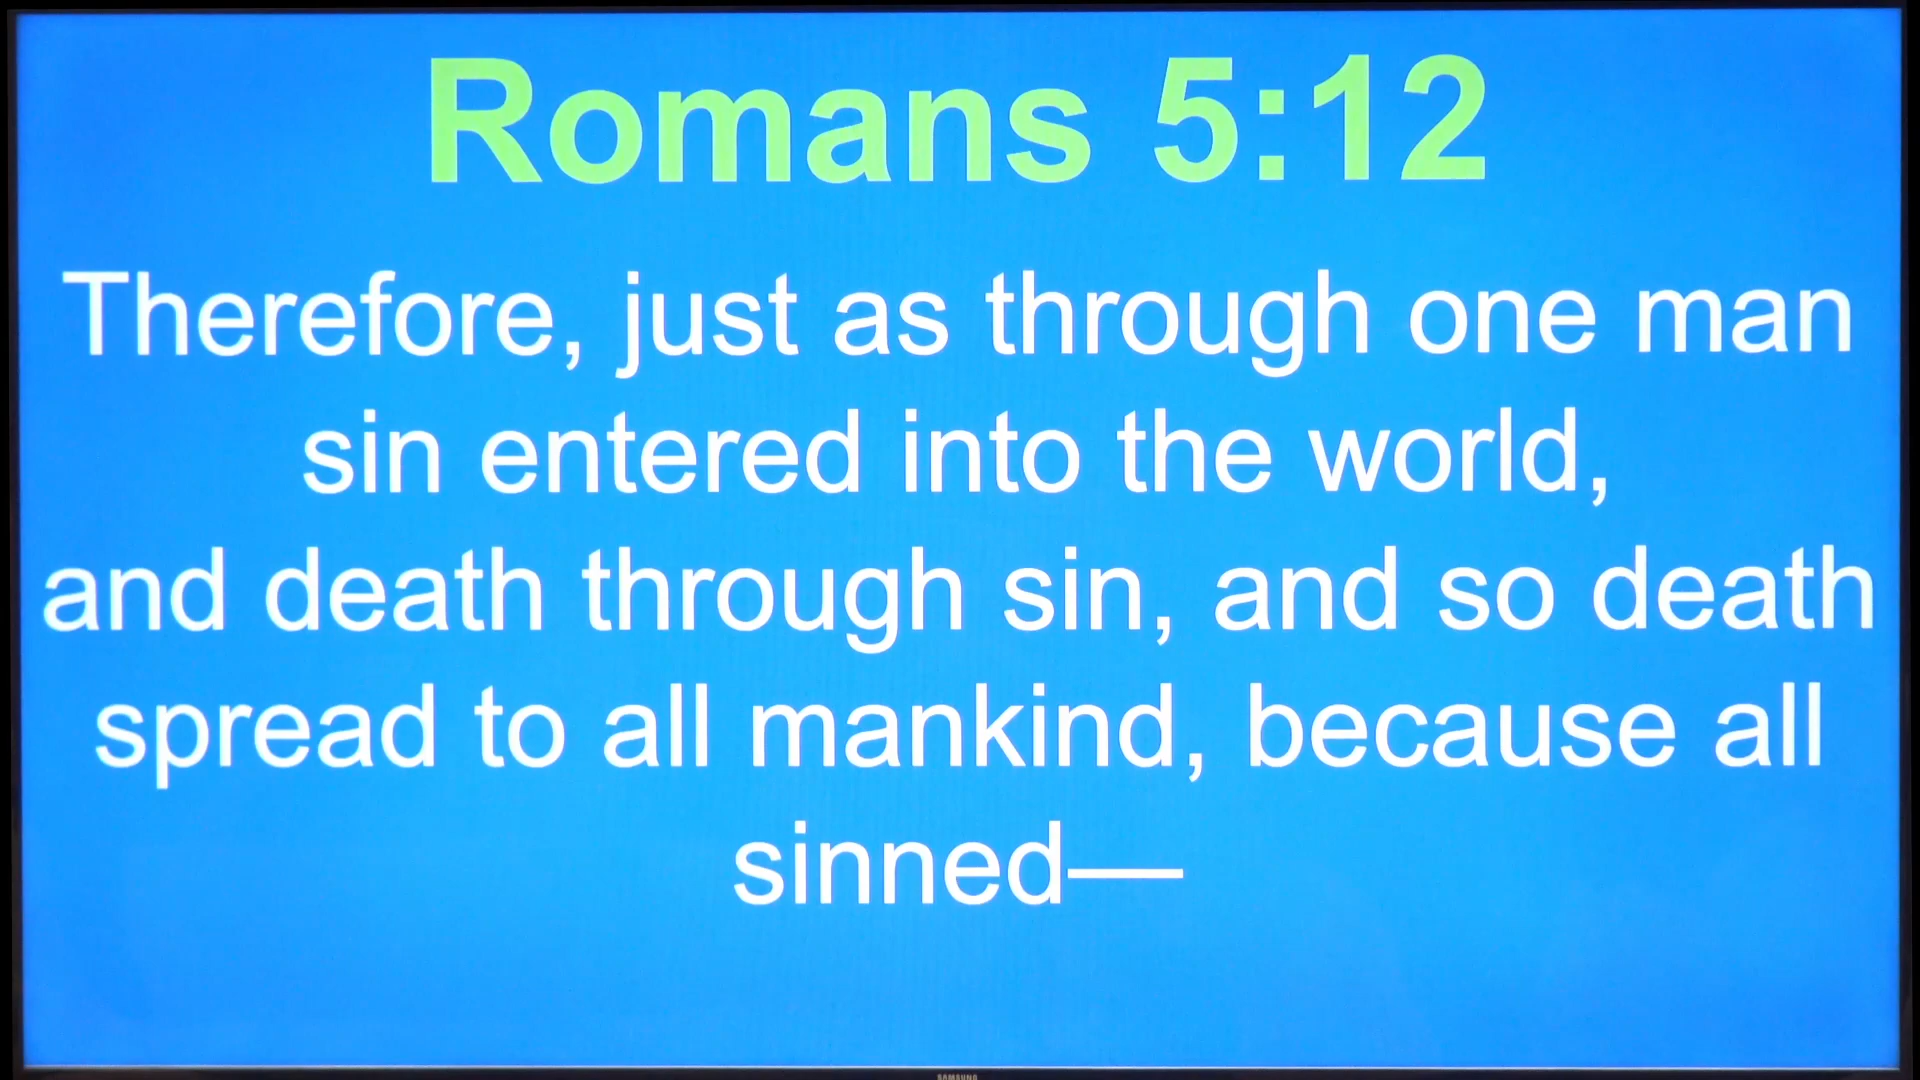 Romans 5:12
Therefore, just as through one man
sin entered into the world,
and death through sin, and so death
spread to all mankind, because all
sinned—
SAMSUNG